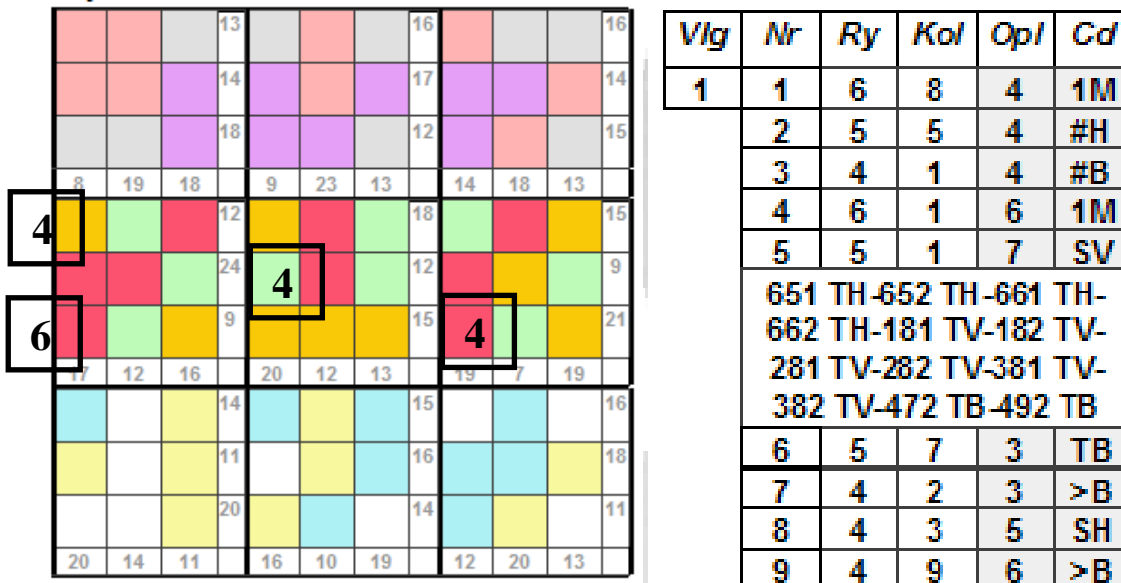 13 16 16
14 17 14
18 12 15
8 19 18 9 23 13 14 18 13
4 12 18 15
24 4 12 9
6 9 15 4 21
17 12 16 20 12 13 19 7 19
14 15 16
11 16 18
20 14 11
20 14 11 16 10 19 12 20 13
Vlg Nr Ry Kol Opl Cd
1 1 6 8 4 1M
2 5 5 4 #H
3 4 1 4 #B
4 6 1 6 1M
5 5 1 7 SV
651 TH-652 TH-661 TH-
662 TH-181 TV-182 TV-
281 TV-282 TV-381 TV-
382 TV-472 TB-492 TB
6 5 7 3 TB
7 4 2 3 >B
8 4 3 5 SH
9 4 9 6 >B